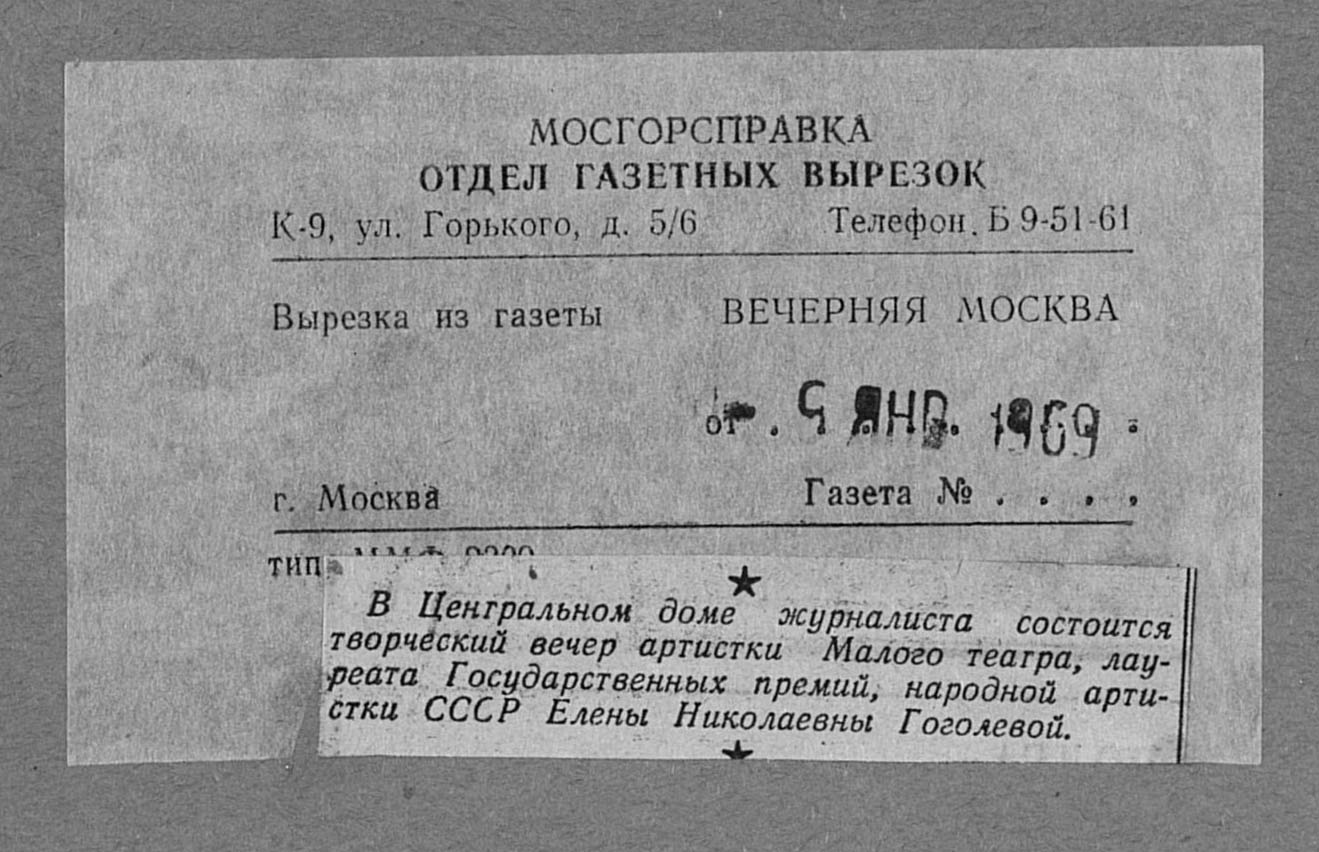 МОСГОРСПРАВКА
ОТДЕЛ ГАЗЕТНЫХ ВЫРЕЗОК
К-9, ул. Горького, д. 5/6 Телефон. Б 9-51-61
Вырезка из газеты ВЕЧЕРНЯЯ МОСКВА
от . 9 ЯНВ. 1969 .
г. Москва Газета № . . . .
тип.
★
В Центральном доме журналиста состоится
творческий вечер артистки Малого театра, лау-
реата Государственных премий, народной арти-
стки СССР Елены Николаевны Гоголевой.
★